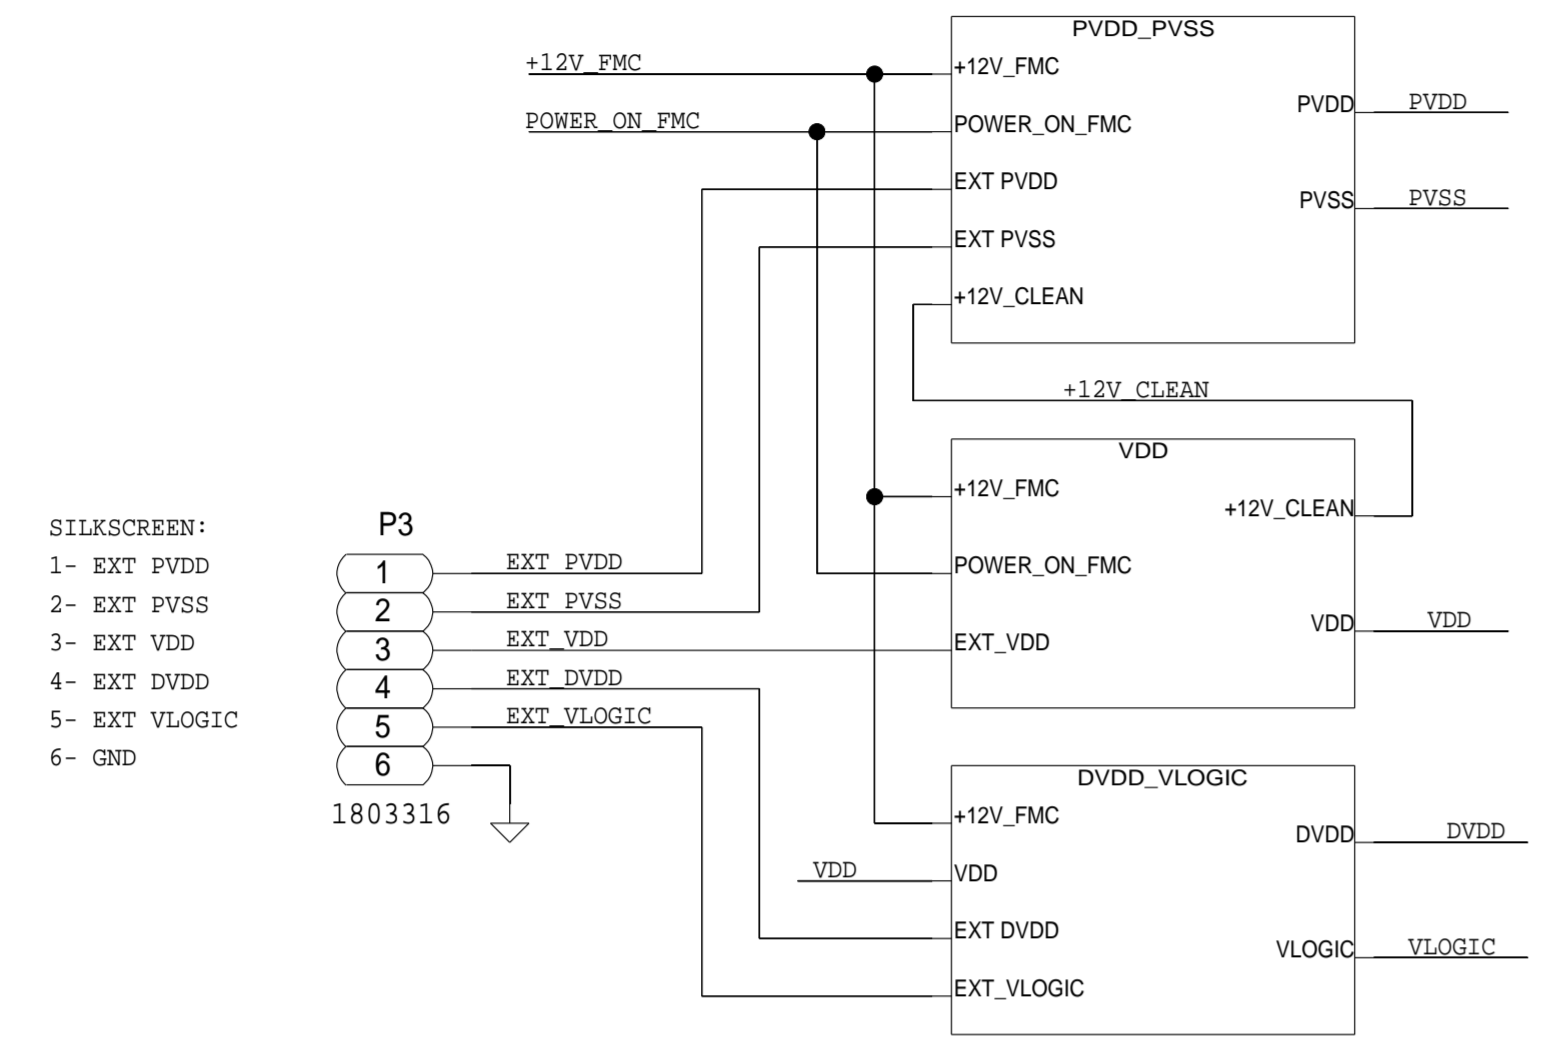 PVDD_PVSS
+12V_FMC
+12V_FMC
PVDD
PVDD
POWER_ON_FMC
POWER_ON_FMC
EXT PVDD
PVSS
PVSS
EXT PVSS
+12V_CLEAN
+12V_CLEAN
VDD
+12V_FMC
+12V_CLEAN
POWER_ON_FMC
VDD
VDD
EXT_VDD
SILKSCREEN:
1- EXT PVDD
2- EXT PVSS
3- EXT VDD
4- EXT DVDD
5- EXT VLOGIC
6- GND
P3
1
EXT PVDD
2
EXT PVSS
3
EXT_VDD
4
EXT_DVDD
5
EXT_VLOGIC
6
1803316
DVDD_VLOGIC
+12V_FMC
DVDD
DVDD
VDD
VDD
EXT DVDD
VLOGIC
VLOGIC
EXT_VLOGIC